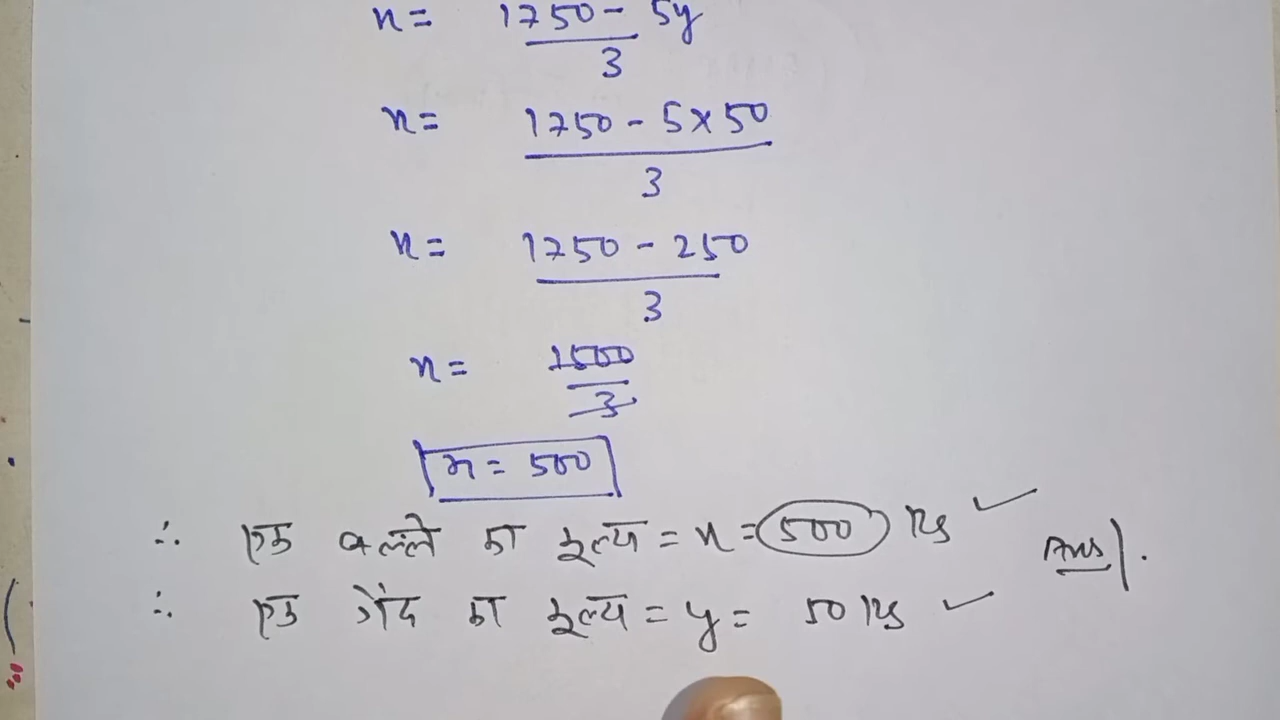 x = 1750 - 5y
3
x = 1750 - 5×50
3
x = 1750 - 250
3
x = 1500
3
x = 500
∴ एक बल्ले का मूल्य = x = 500 Rs ✓
Ans
∴ एक गेंद का मूल्य = y = 50 Rs ✓